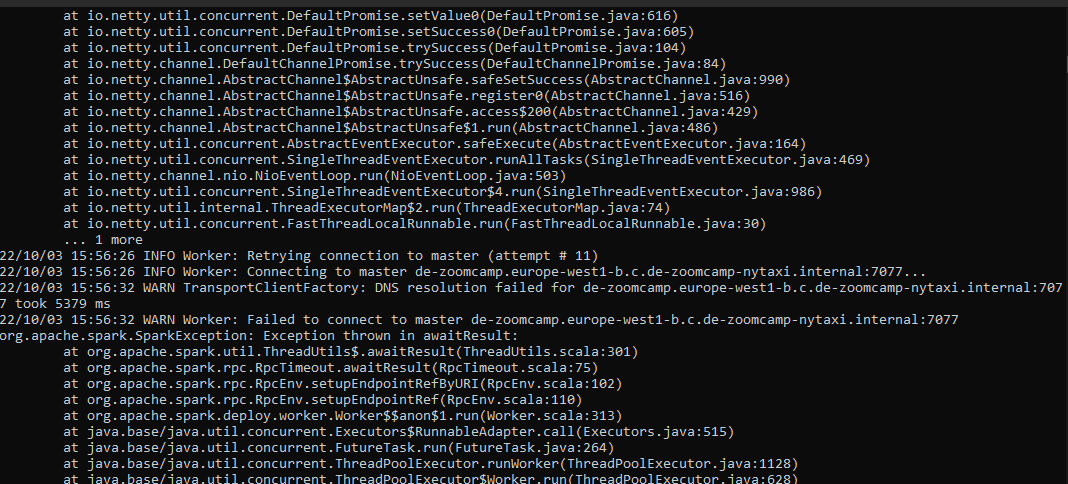 at io.netty.util.concurrent.DefaultPromise.setValue0(DefaultPromise.java:616)
at io.netty.util.concurrent.DefaultPromise.setSuccess0(DefaultPromise.java:605)
at io.netty.util.concurrent.DefaultPromise.trySuccess(DefaultPromise.java:104)
at io.netty.channel.DefaultChannelPromise.trySuccess(DefaultChannelPromise.java:84)
at io.netty.channel.AbstractChannel$AbstractUnsafe.safeSetSuccess(AbstractChannel.java:990)
at io.netty.channel.AbstractChannel$AbstractUnsafe.register0(AbstractChannel.java:516)
at io.netty.channel.AbstractChannel$AbstractUnsafe.access$200(AbstractChannel.java:429)
at io.netty.channel.AbstractChannel$AbstractUnsafe$1.run(AbstractChannel.java:486)
at io.netty.util.concurrent.AbstractEventExecutor.safeExecute(AbstractEventExecutor.java:164)
at io.netty.util.concurrent.SingleThreadEventExecutor.runAllTasks(SingleThreadEventExecutor.java:469)
at io.netty.channel.nio.NioEventLoop.run(NioEventLoop.java:503)
at io.netty.util.concurrent.SingleThreadEventExecutor$4.run(SingleThreadEventExecutor.java:986)
at io.netty.util.internal.ThreadExecutorMap$2.run(ThreadExecutorMap.java:74)
at io.netty.util.concurrent.FastThreadLocalRunnable.run(FastThreadLocalRunnable.java:30)
... 1 more
22/10/03 15:56:26 INFO Worker: Retrying connection to master (attempt # 11)
22/10/03 15:56:26 INFO Worker: Connecting to master de-zoomcamp.europe-west1-b.c.de-zoomcamp-nytaxi.internal:7077...
22/10/03 15:56:32 WARN TransportClientFactory: DNS resolution failed for de-zoomcamp.europe-west1-b.c.de-zoomcamp-nytaxi.internal:707
7 took 5379 ms
22/10/03 15:56:32 WARN Worker: Failed to connect to master de-zoomcamp.europe-west1-b.c.de-zoomcamp-nytaxi.internal:7077
org.apache.spark.SparkException: Exception thrown in awaitResult:
at org.apache.spark.util.ThreadUtils$.awaitResult(ThreadUtils.scala:301)
at org.apache.spark.rpc.RpcTimeout.awaitResult(RpcTimeout.scala:75)
at org.apache.spark.rpc.RpcEnv.setupEndpointRefByURI(RpcEnv.scala:102)
at org.apache.spark.rpc.RpcEnv.setupEndpointRef(RpcEnv.scala:110)
at org.apache.spark.deploy.worker.Worker$$anon$1.run(Worker.scala:313)
at java.base/java.util.concurrent.Executors$RunnableAdapter.call(Executors.java:515)
at java.base/java.util.concurrent.FutureTask.run(FutureTask.java:264)
at java.base/java.util.concurrent.ThreadPoolExecutor.runWorker(ThreadPoolExecutor.java:1128)
at java.base/java.util.concurrent.ThreadPoolExecutor$Worker.run(ThreadPoolExecutor.java:628)